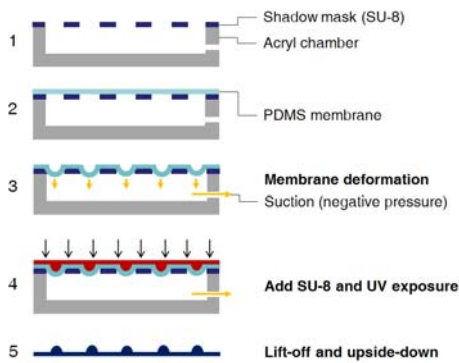 1
Shadow mask (SU-8)
Acryl chamber
2
PDMS membrane
3
Membrane deformation
Suction (negative pressure)
4
Add SU-8 and UV exposure
5
Lift-off and upside-down